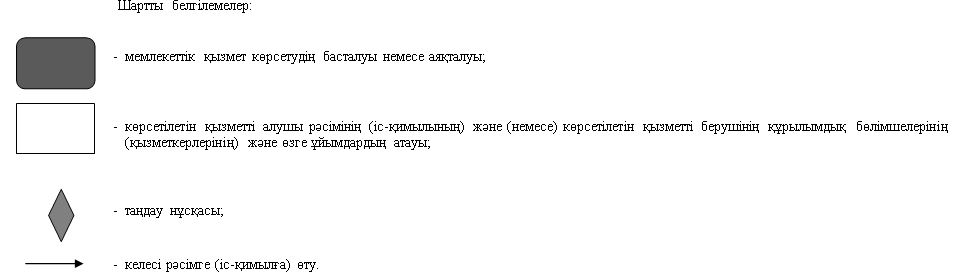 Шартты белгілемелер:
- мемлекеттік қызмет көрсетудің басталуы немесе аяқталуы;
- көрсетілетін қызметті алушы рәсімінің (іс-қимылының) және (немесе) көрсетілетін қызметті берушінің құрылымдық бөлімшелерінің
(қызметкерлерінің) және өзге ұйымдардың атауы;
- таңдау нұсқасы;
- келесі рәсімге (іс-қимылға) өту.